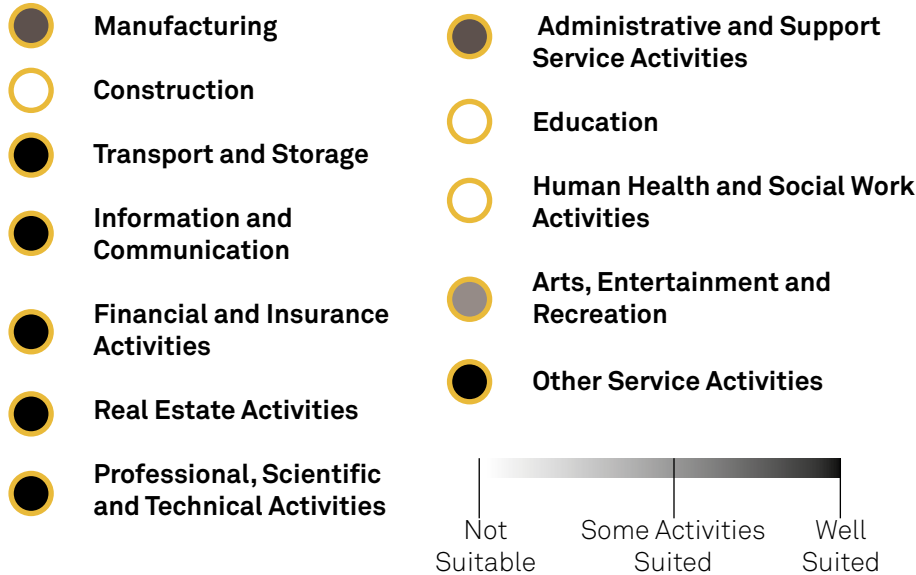 Manufacturing
Construction
Transport and Storage
Information and
Communication
Financial and Insurance
Activities
Real Estate Activities
Professional, Scientific
and Technical Activities
Administrative and Support
Service Activities
Education
Human Health and Social Work
Activities
Arts, Entertainment and
Recreation
Other Service Activities
Not
Suitable
Some Activities
Suited
Well
Suited